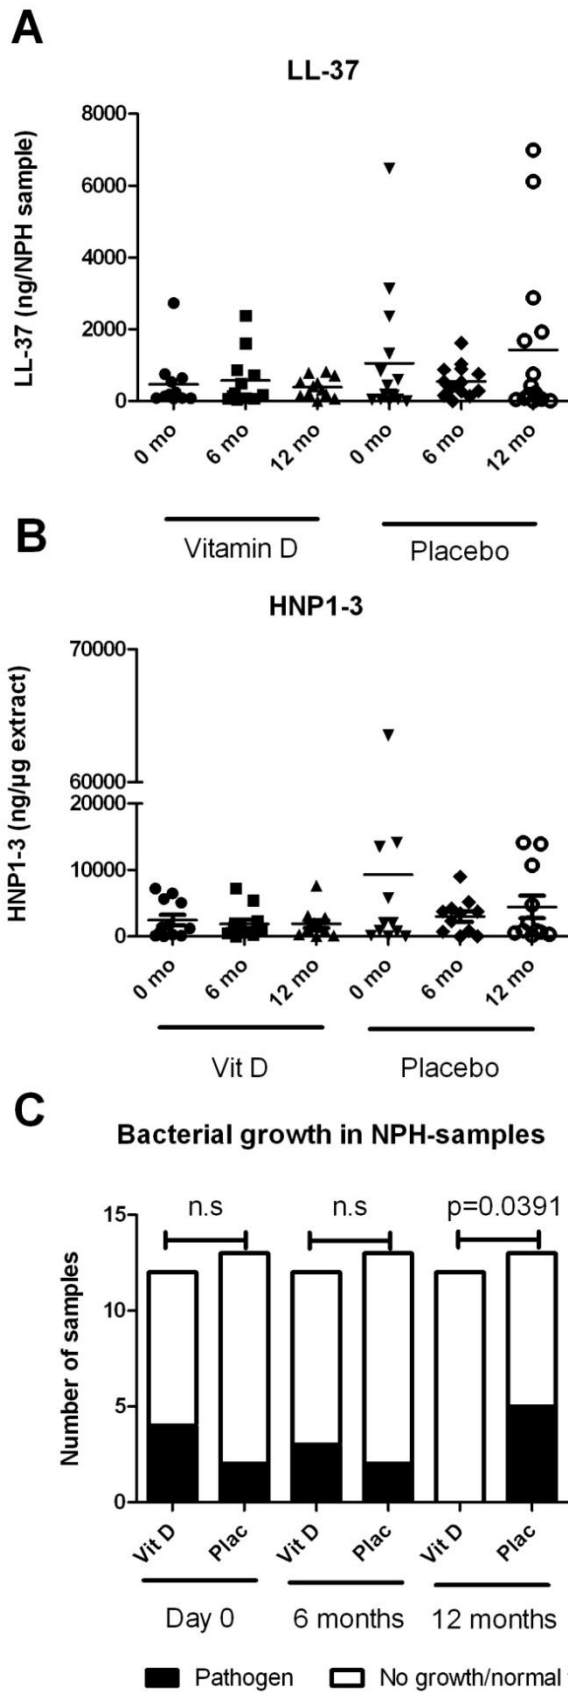 A
LL-37
LL-37 (ng/NPH sample)
8000
6000
4000
2000
0
0 mo
6 mo
12 mo
0 mo
6 mo
12 mo
Vitamin D
Placebo
B
HNP1-3
HNP1-3 (ng/µg extract)
70000
60000
20000
10000
0
0 mo
6 mo
12 mo
0 mo
6 mo
12 mo
Vit D
Placebo
C
Bacterial growth in NPH-samples
n.s
n.s
p=0.0391
Number of samples
15
10
5
0
Vit D
Plac
Vit D
Plac
Vit D
Plac
Day 0
6 months
12 months
Pathogen
No growth/normal